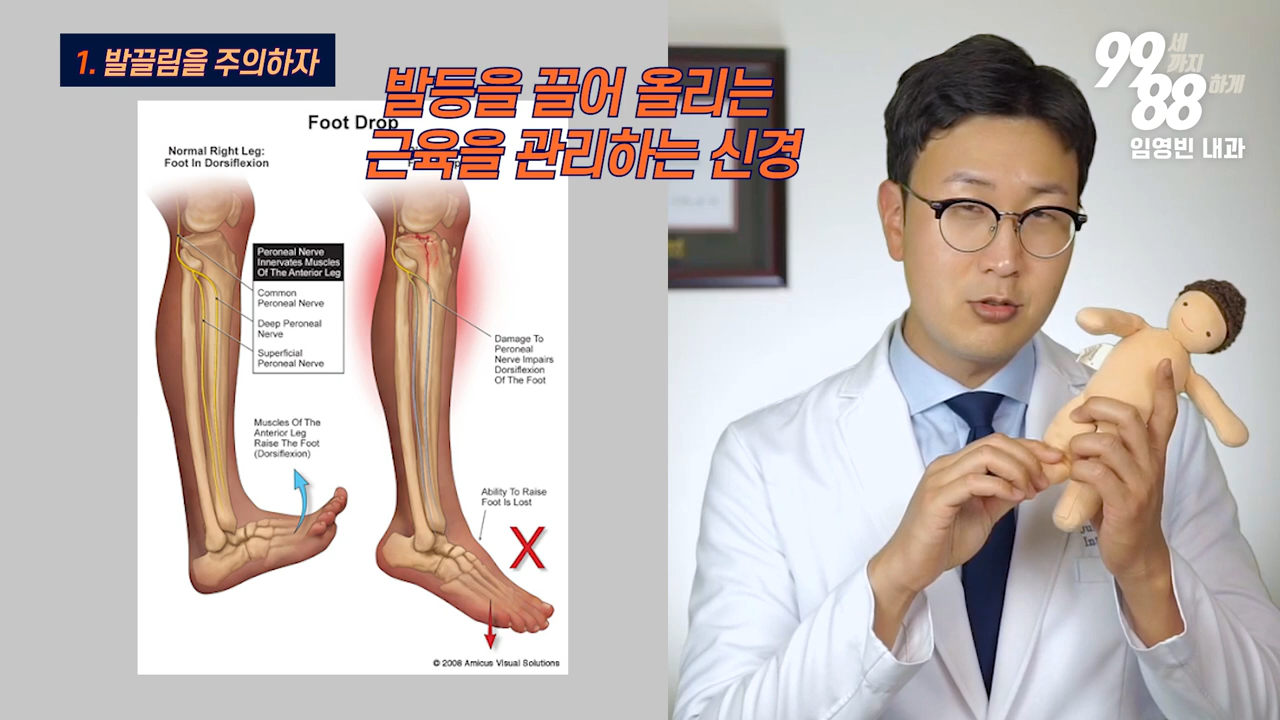 1. 발끌림을 주의하자
발등을 끌어 올리는
근육을 관리하는 신경
Foot Drop
Normal Right Leg:
Foot In Dorsiflexion
Peroneal Nerve
Innervates Muscles
Of The Anterior Leg
Common
Peroneal Nerve
Deep Peroneal
Nerve
Superficial
Peroneal Nerve
Muscles Of The
Anterior Leg
Raise The Foot
(Dorsiflexion)
Damage To
Peroneal
Nerve Impairs
Dorsiflexion
Of The Foot
Ability To Raise
Foot Is Lost
X
© 2008 Amicus Visual Solutions
99세
까지
88하게
임영빈 내과